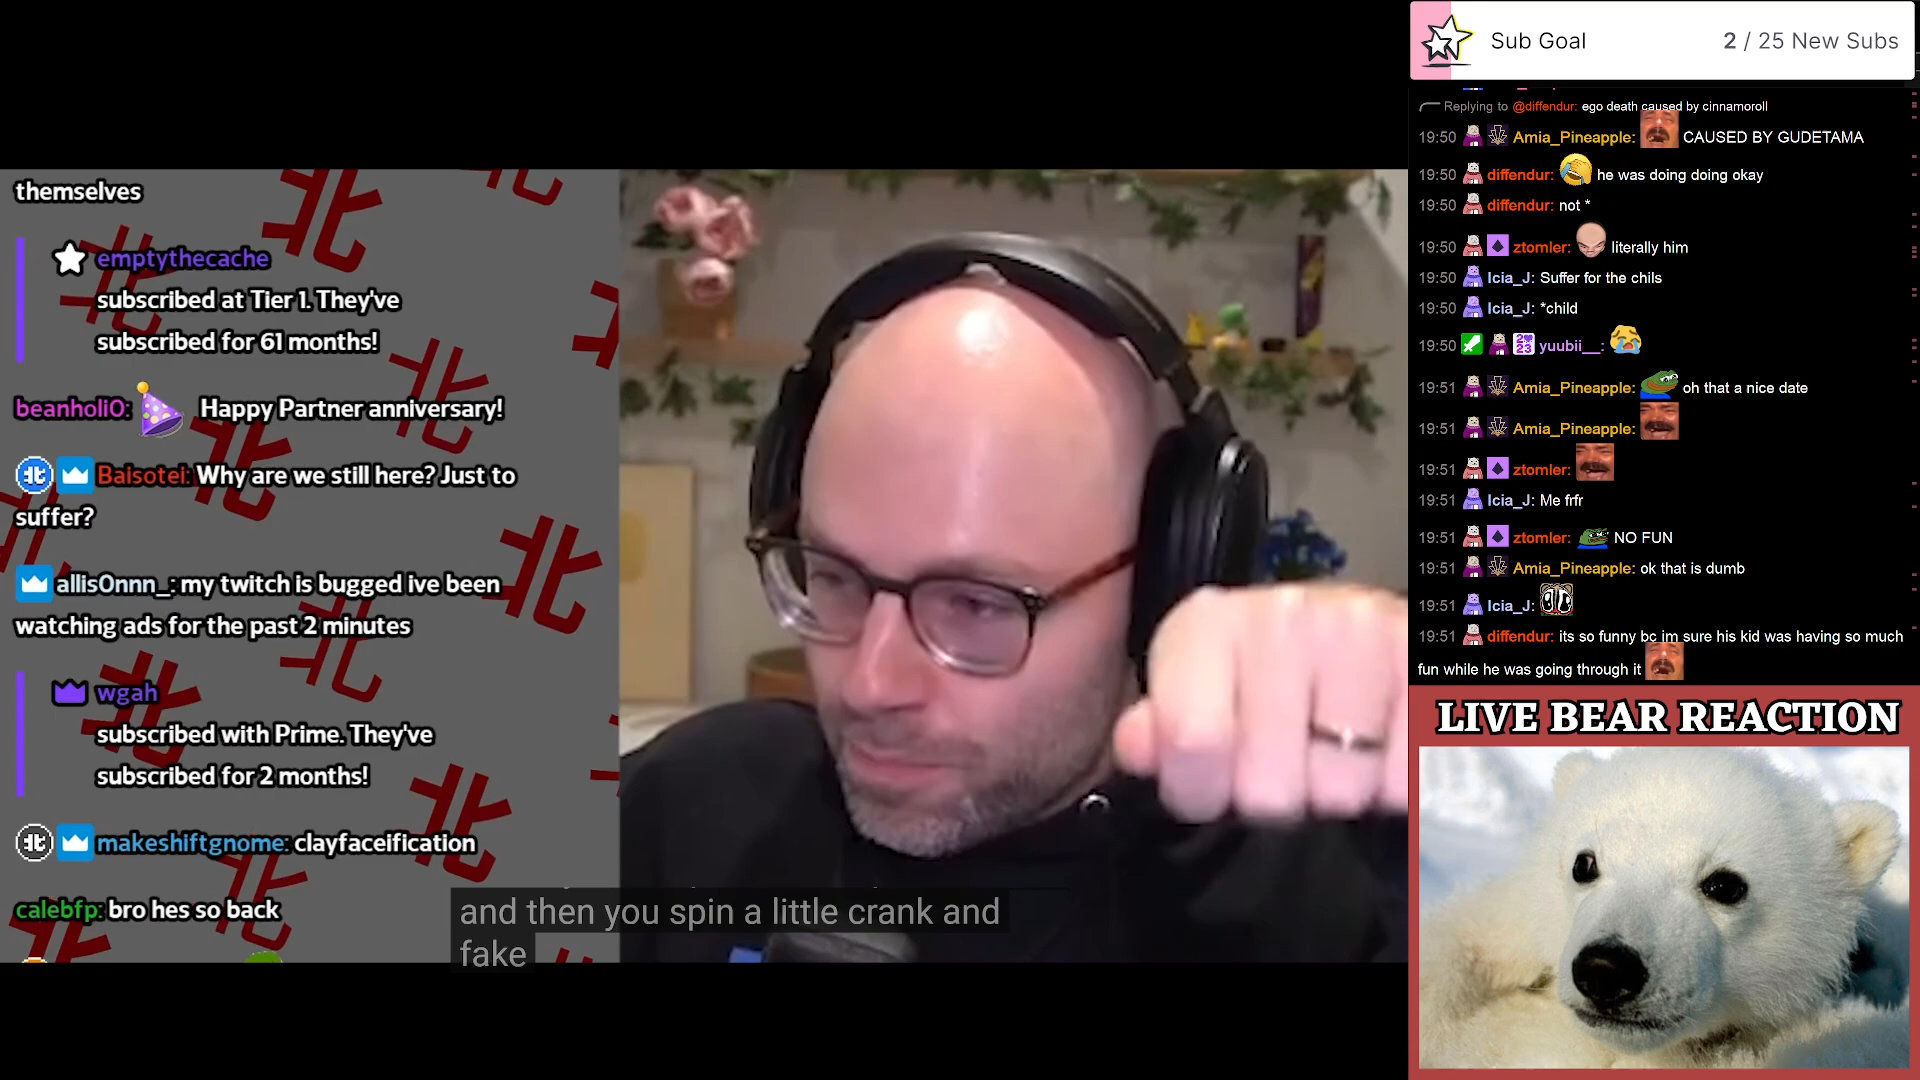 themselves
emptythecache
subscribed at Tier 1. They've
subscribed for 61 months!
beanholi0: Happy Partner anniversary!
Baisotei: Why are we still here? Just to
suffer?
allis0nnn_: my twitch is bugged ive been
watching ads for the past 2 minutes
wgah
subscribed with Prime. They've
subscribed for 2 months!
makeshiftgnome: clayfaceification
calebfp: bro hes so back
and then you spin a little crank and
fake
Sub Goal 2 / 25 New Subs
Replying to @diffendur: ego death caused by cinnamoroll
19:50 Amia_Pineapple: CAUSED BY GUDETAMA
19:50 diffendur: he was doing doing okay
19:50 diffendur: not *
19:50 ztomler: literally him
19:50 Icia_J: Suffer for the chils
19:50 Icia_J: *child
19:50 yuubii__:
19:51 Amia_Pineapple: oh that a nice date
19:51 Amia_Pineapple:
19:51 ztomler:
19:51 Icia_J: Me frfr
19:51 ztomler: NO FUN
19:51 Amia_Pineapple: ok that is dumb
19:51 Icia_J:
19:51 diffendur: its so funny bc im sure his kid was having so much
fun while he was going through it
LIVE BEAR REACTION
北